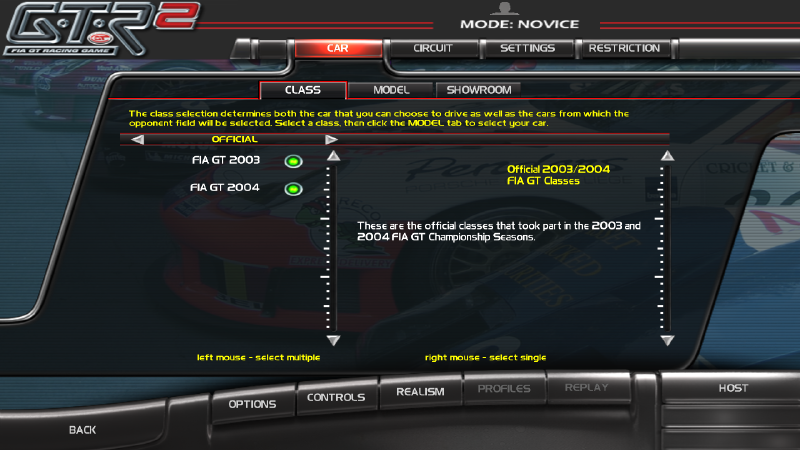 GTR2
FIA GT RACING GAME
MODE: NOVICE
CAR
CIRCUIT
SETTINGS
RESTRICTION
CLASS
MODEL
SHOWROOM
The class selection determines both the car that you can choose to drive as well as the cars from which the
opponent field will be selected. Select a class, then click the MODEL tab to select your car.
OFFICIAL
FIA GT 2003
FIA GT 2004
Official 2003/2004
FIA GT Classes
These are the official classes that took part in the 2003 and
2004 FIA GT Championship Seasons.
left mouse - select multiple
right mouse - select single
BACK
OPTIONS
CONTROLS
REALISM
PROFILES
REPLAY
HOST